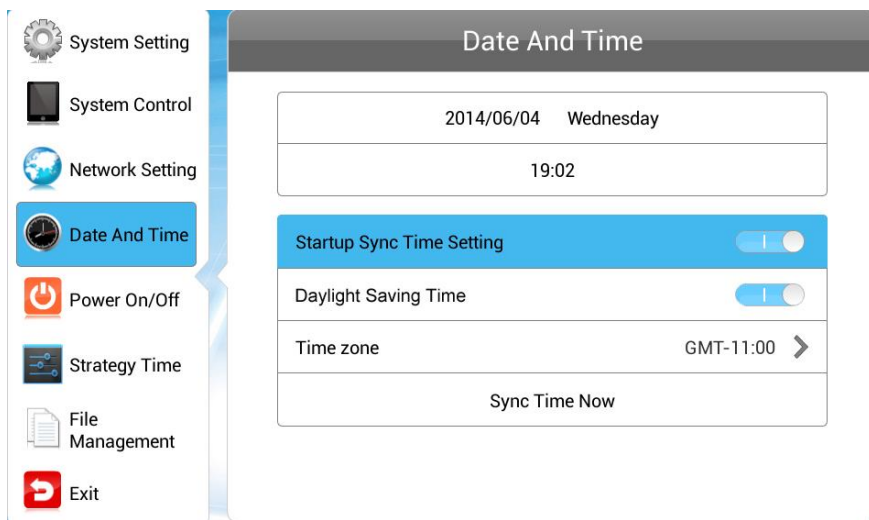 System Setting
System Control
Network Setting
Date And Time
Power On/Off
Strategy Time
File
Management
Exit
Date And Time
2014/06/04 Wednesday
19:02
Startup Sync Time Setting
Daylight Saving Time
Time zone GMT-11:00
Sync Time Now